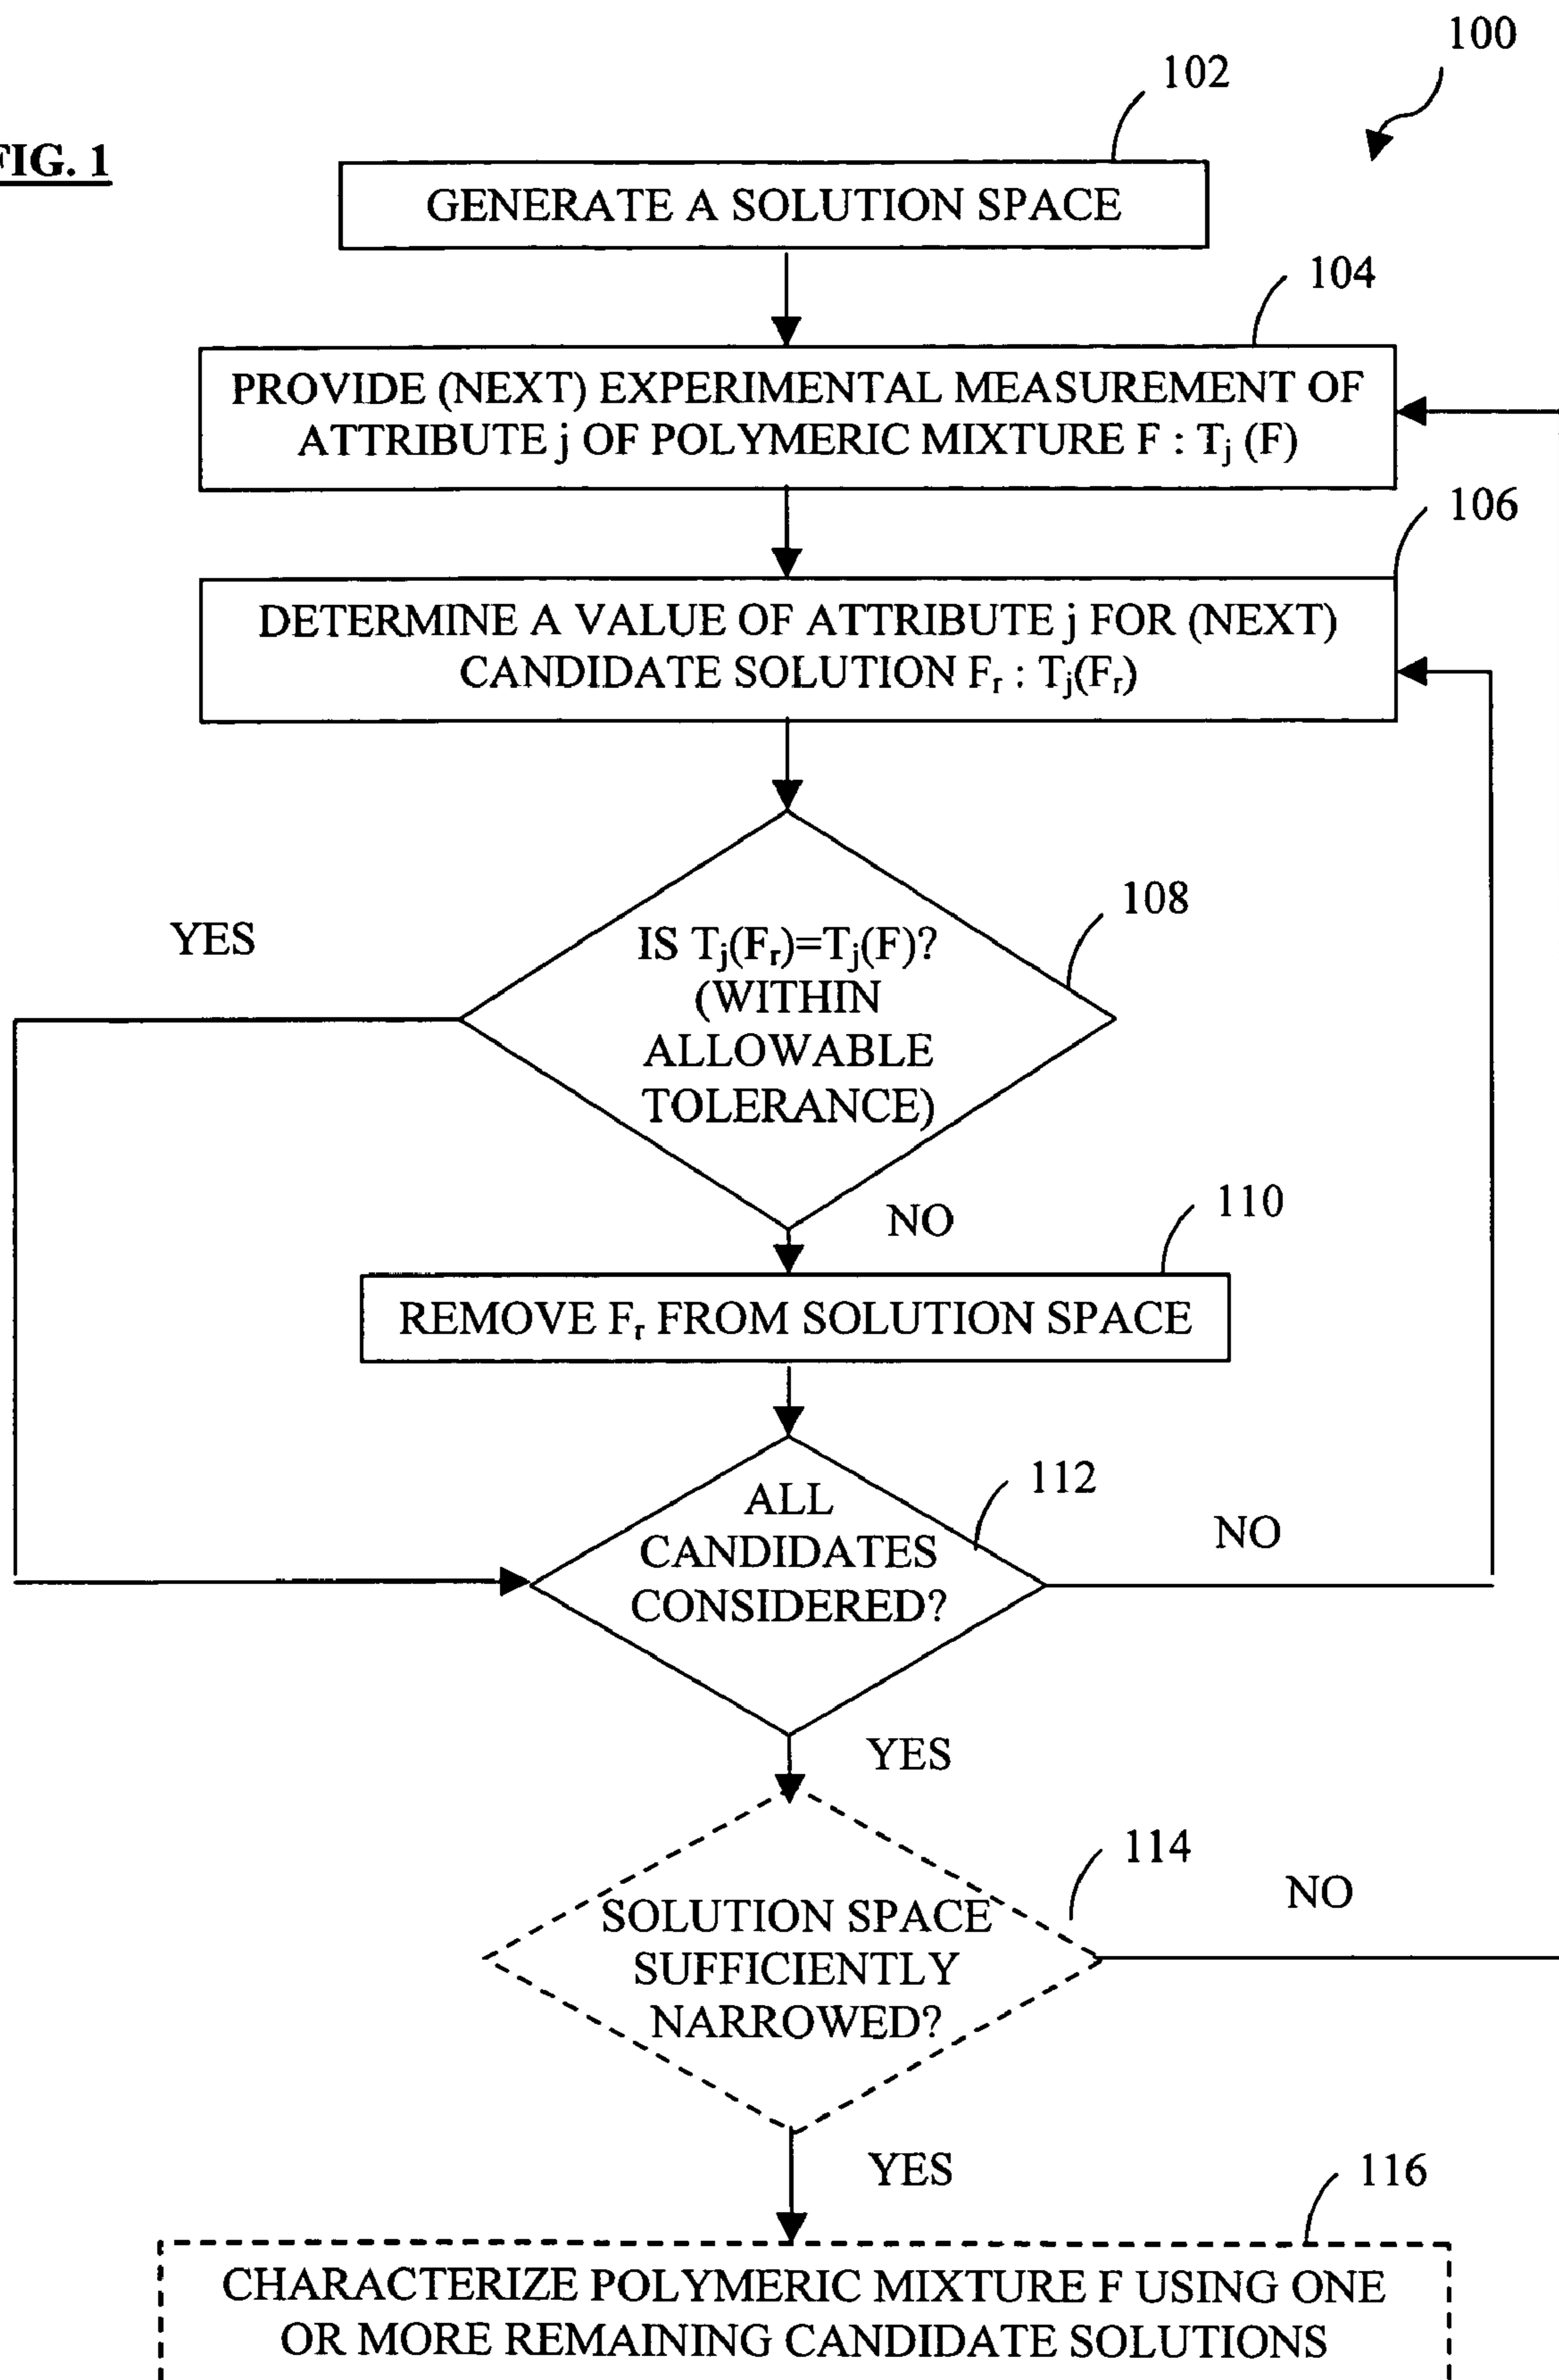 100
102
FIG. 1
GENERATE A SOLUTION SPACE
104
PROVIDE (NEXT) EXPERIMENTAL MEASUREMENT OF
ATTRIBUTE j OF POLYMERIC MIXTURE F : Tj (F)
106
DETERMINE A VALUE OF ATTRIBUTE j FOR (NEXT)
CANDIDATE SOLUTION Fr : Tj(Fr)
108
YES
IS Tj(Fr)=Tj(F)?
(WITHIN
ALLOWABLE
TOLERANCE)
NO
110
REMOVE Fr FROM SOLUTION SPACE
112
ALL
CANDIDATES
CONSIDERED?
NO
YES
114
NO
SOLUTION SPACE
SUFFICIENTLY
NARROWED?
YES
116
CHARACTERIZE POLYMERIC MIXTURE F USING ONE
OR MORE REMAINING CANDIDATE SOLUTIONS